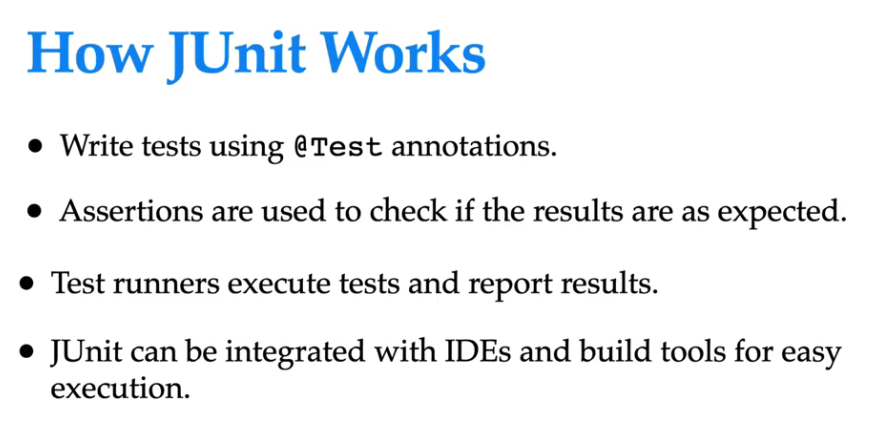 How JUnit Works
• Write tests using @Test annotations.
• Assertions are used to check if the results are as expected.
• Test runners execute tests and report results.
• JUnit can be integrated with IDEs and build tools for easy
execution.